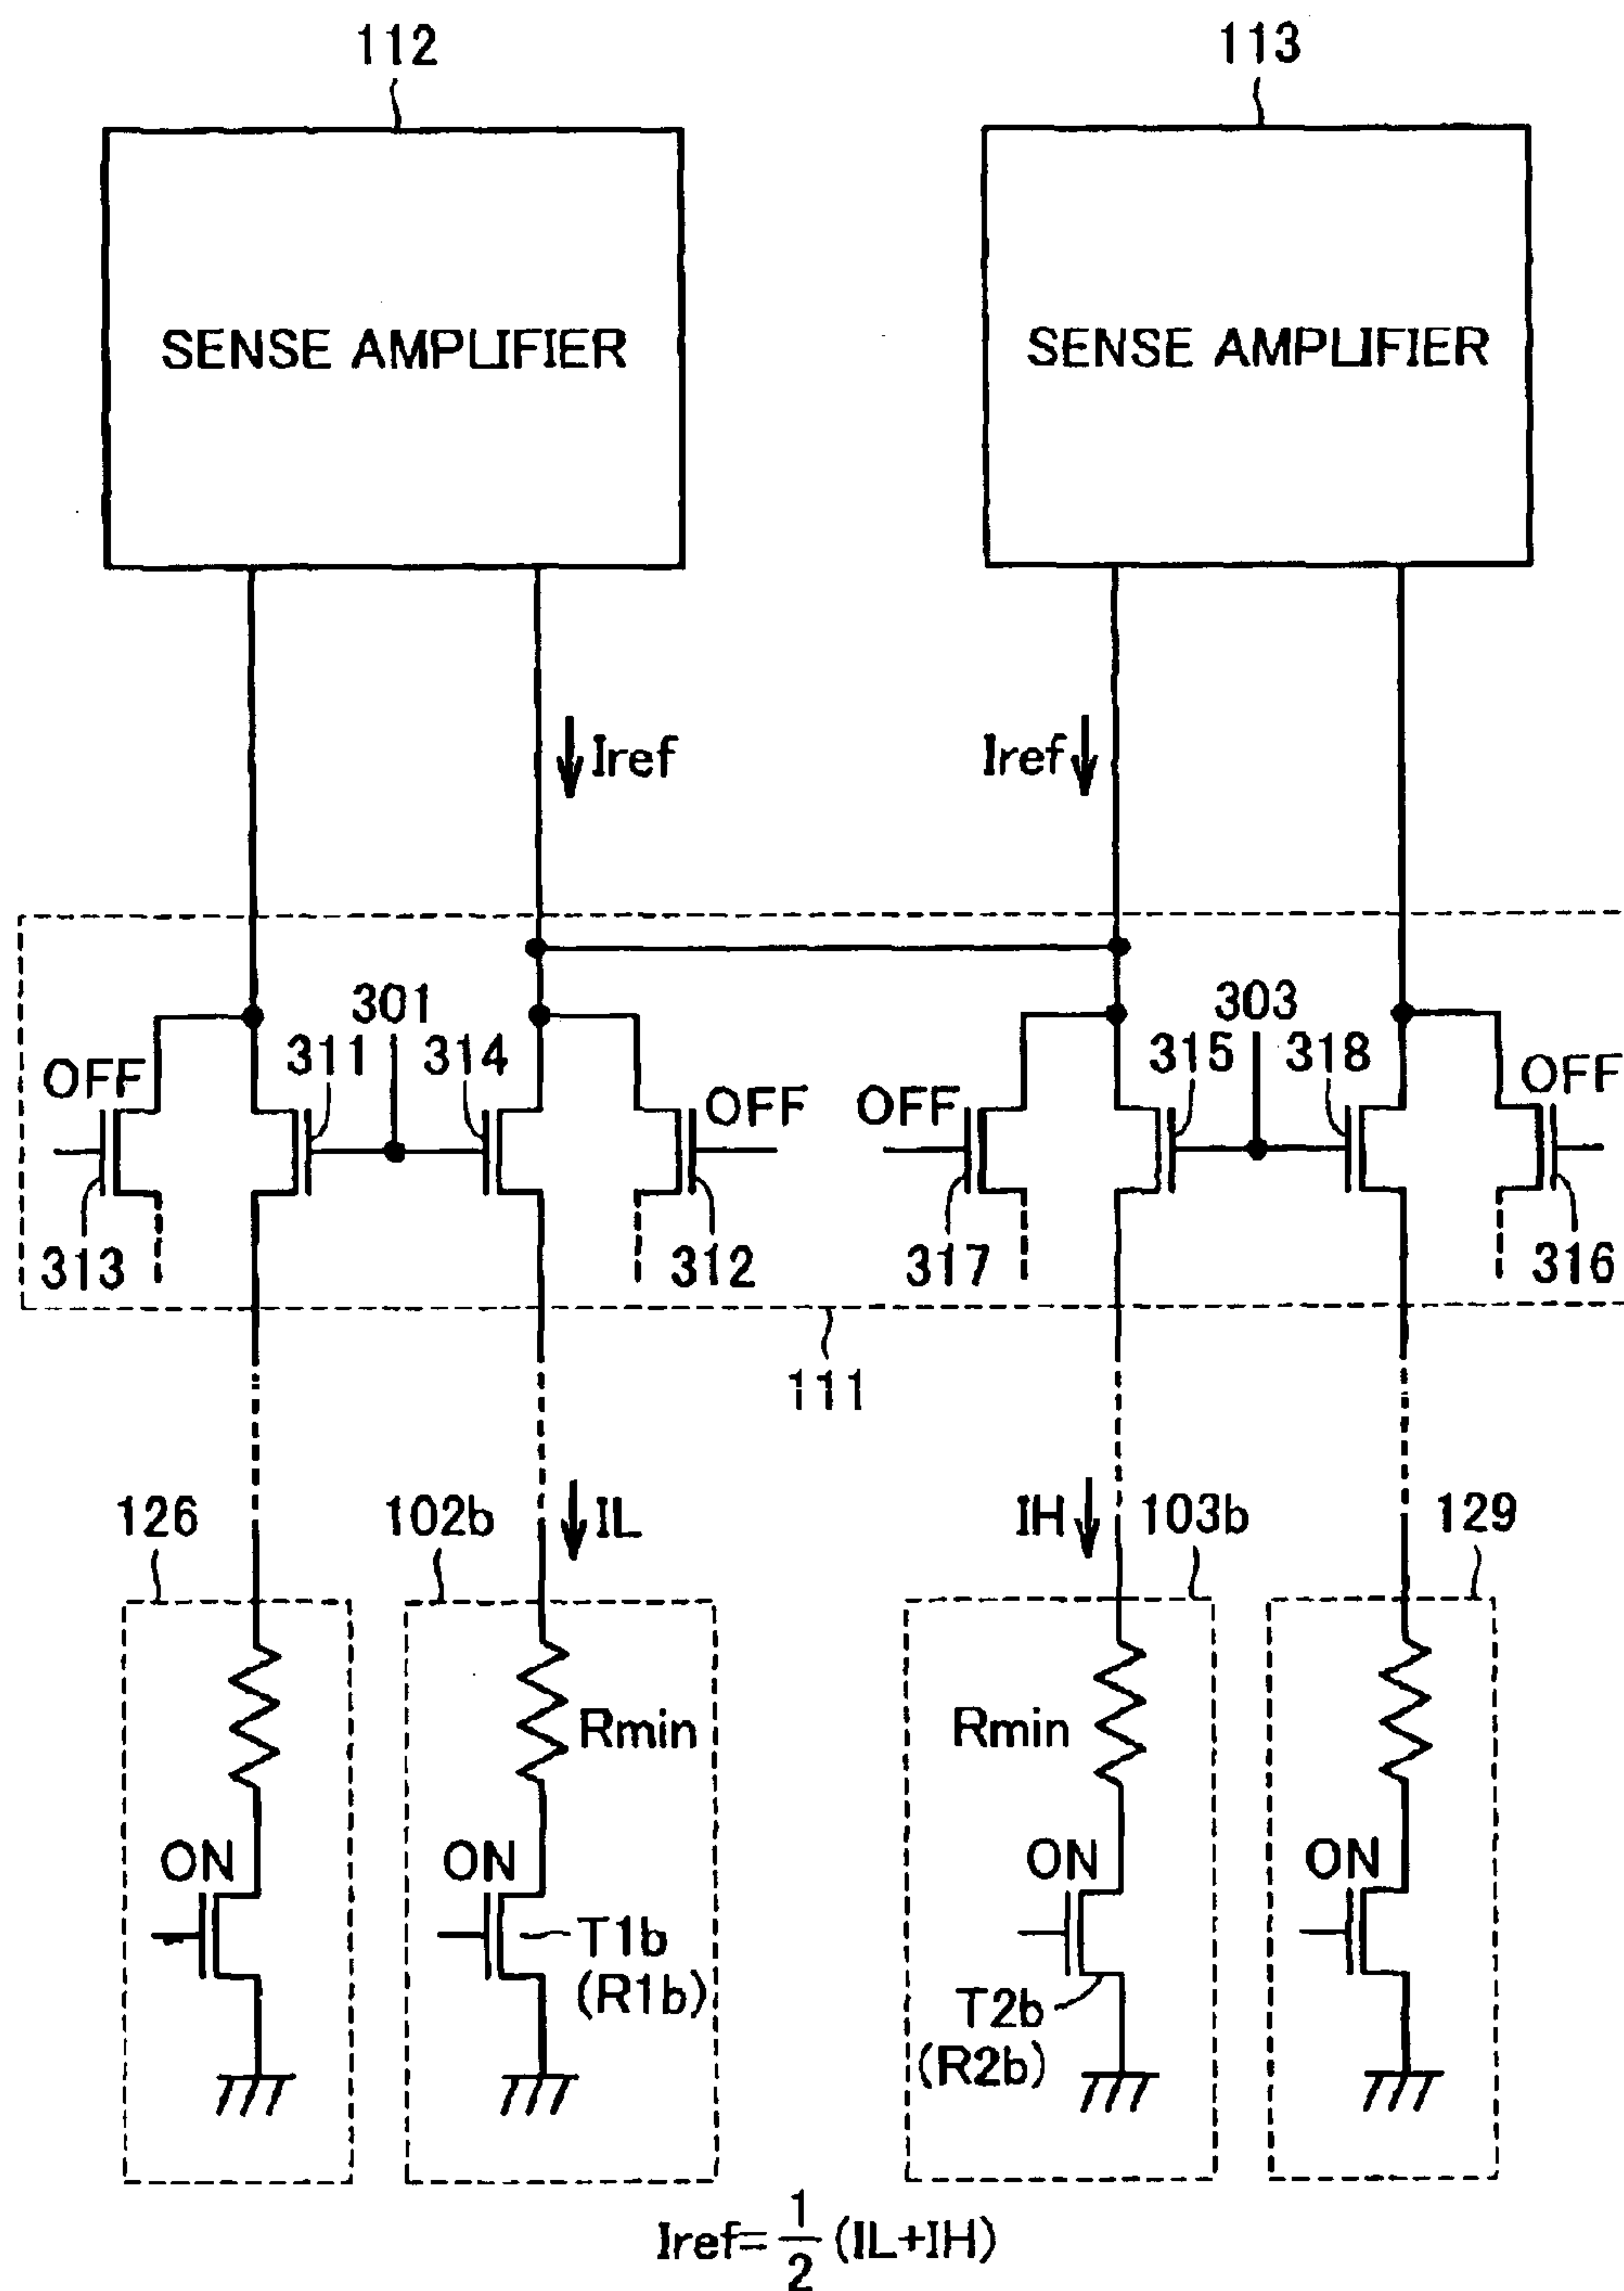 112 113
SENSE AMPLIFIER SENSE AMPLIFIER
Iref Iref
301 303
311 314 315 318
OFF OFF OFF OFF
313 312 317 316
111
126 102b IL IH 103b 129
Rmin Rmin
ON ON ON ON
T1b
(R1b)
T2b
(R2b)
Iref=1/2(IL+IH)